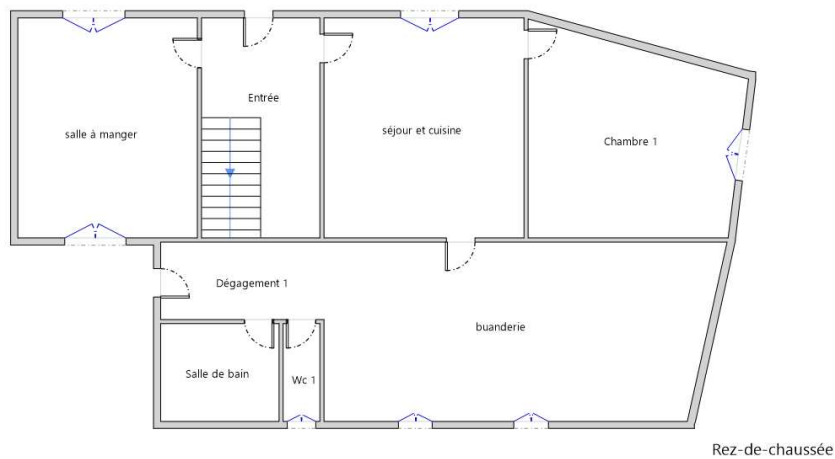 Entrée
salle à manger
séjour et cuisine
Chambre 1
Dégagement 1
buanderie
Salle de bain
Wc 1
Rez-de-chaussée